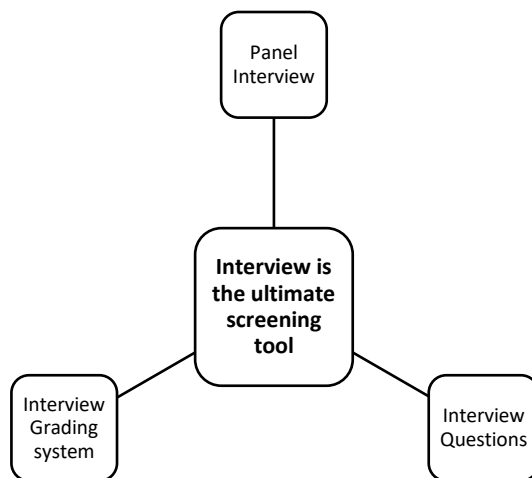 Panel
Interview
Interview is
the ultimate
screening
tool
Interview
Grading
system
Interview
Questions